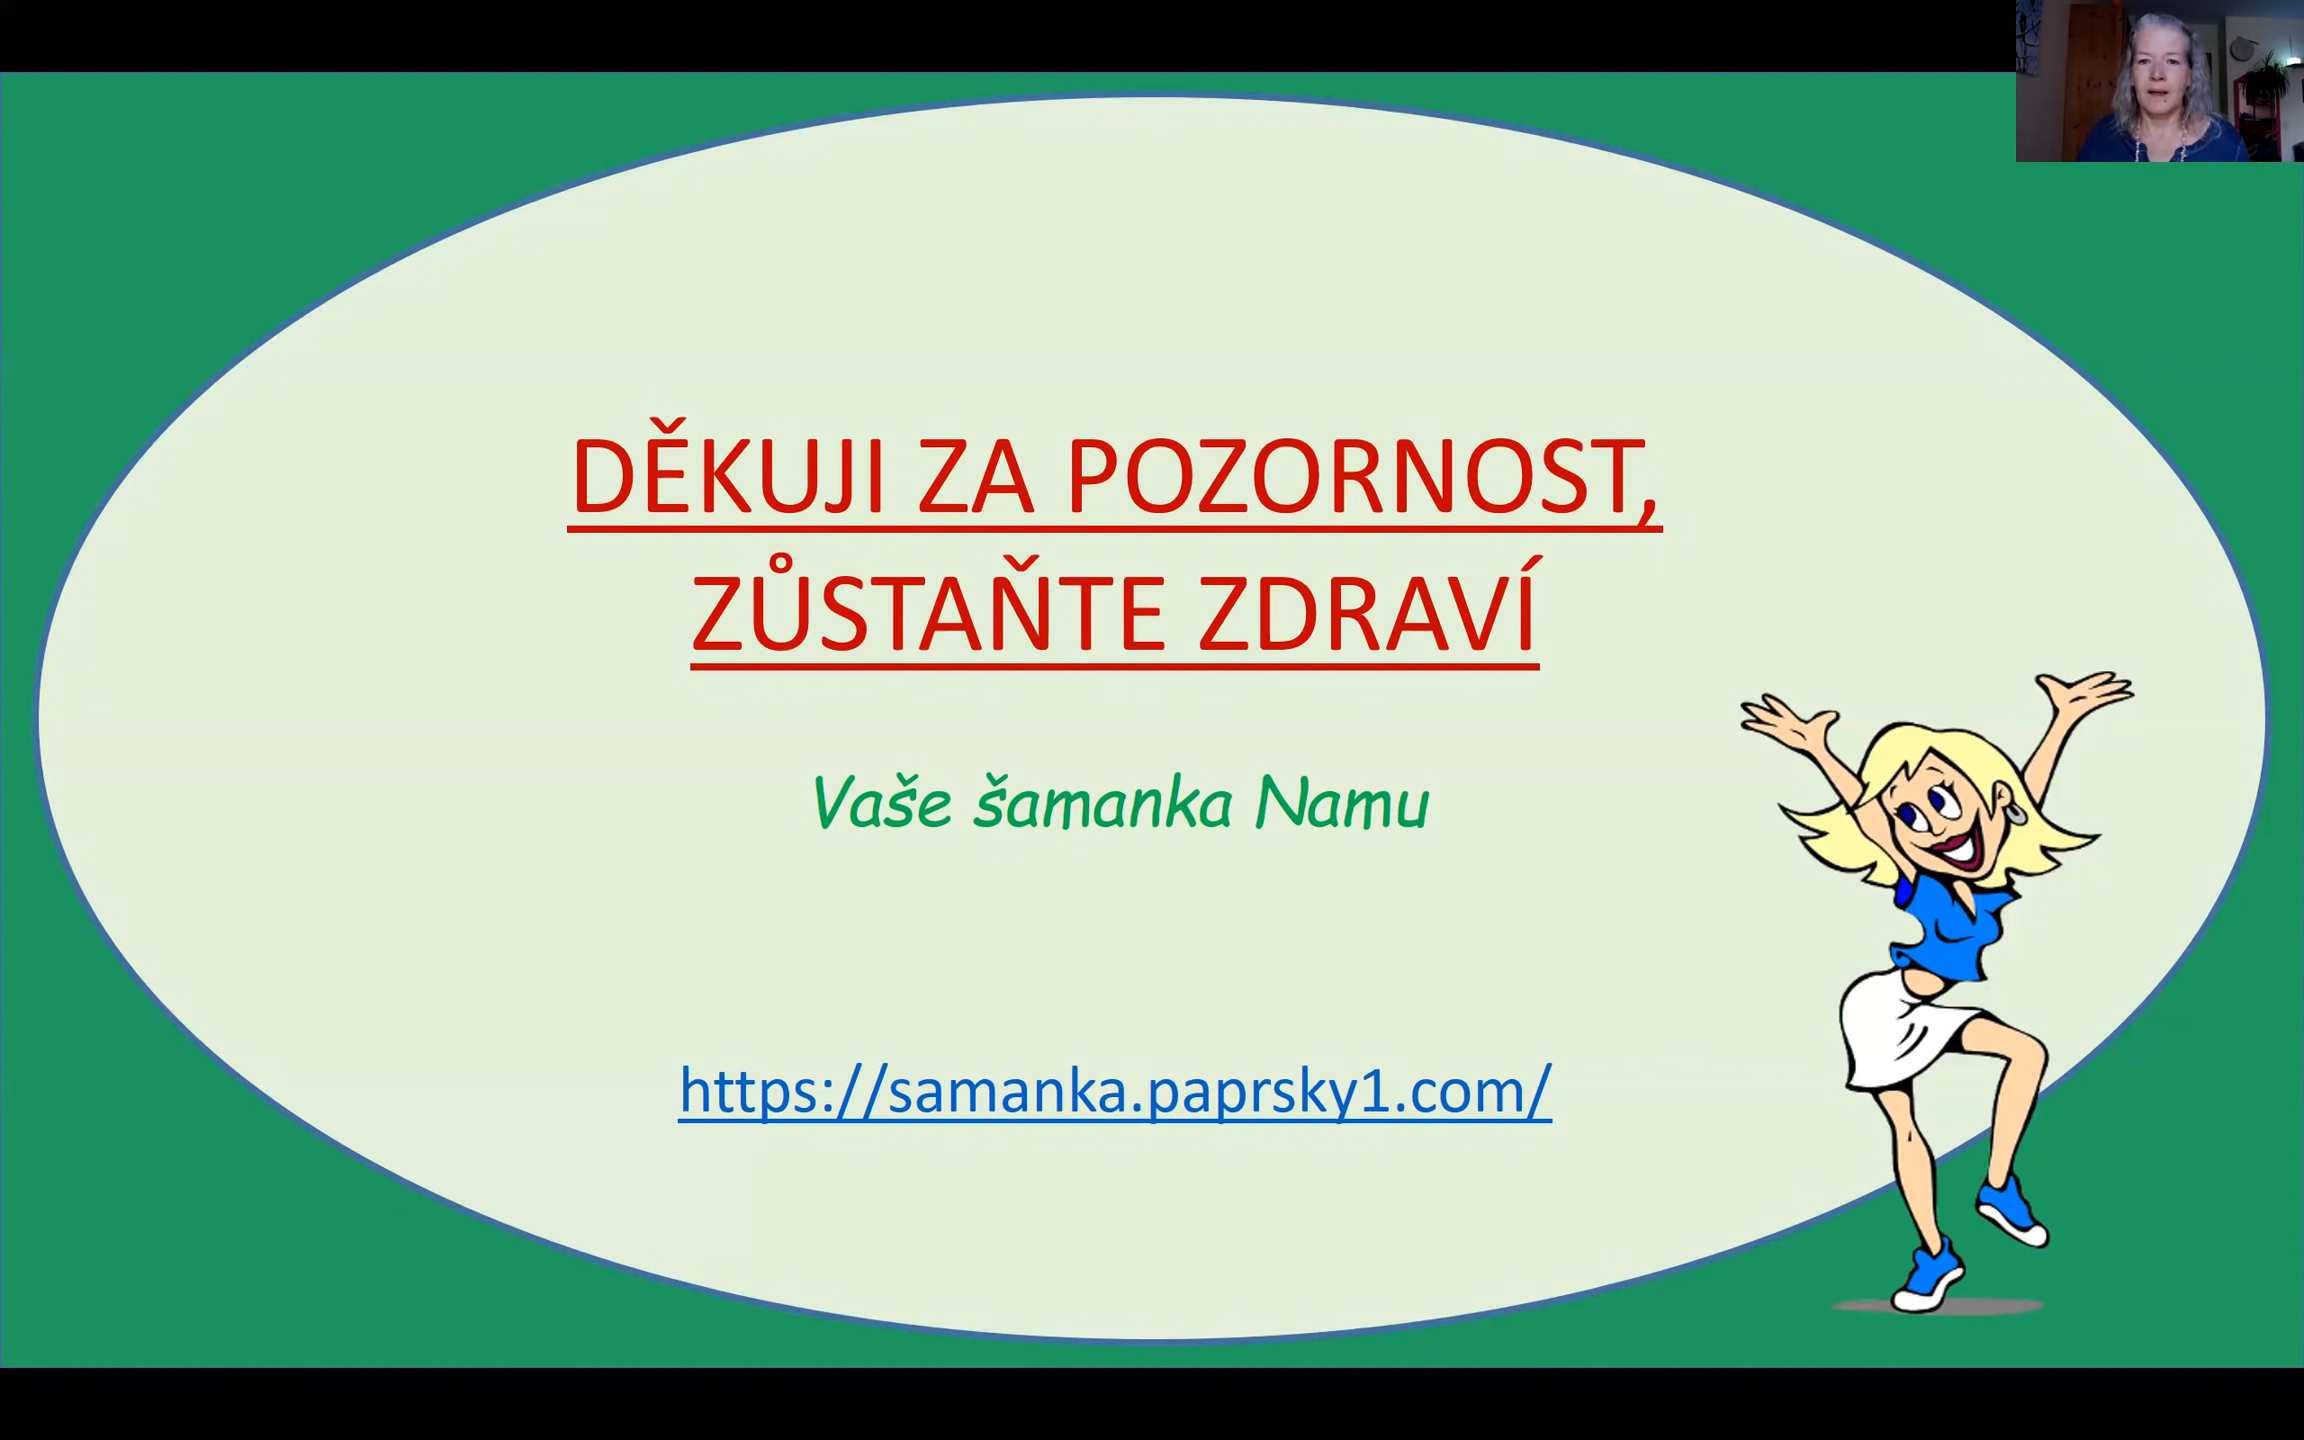 DĚKUJI ZA POZORNOST,
ZŮSTAŇTE ZDRAVÍ
Vaše šamanka Namu
https://samanka.paprsky1.com/